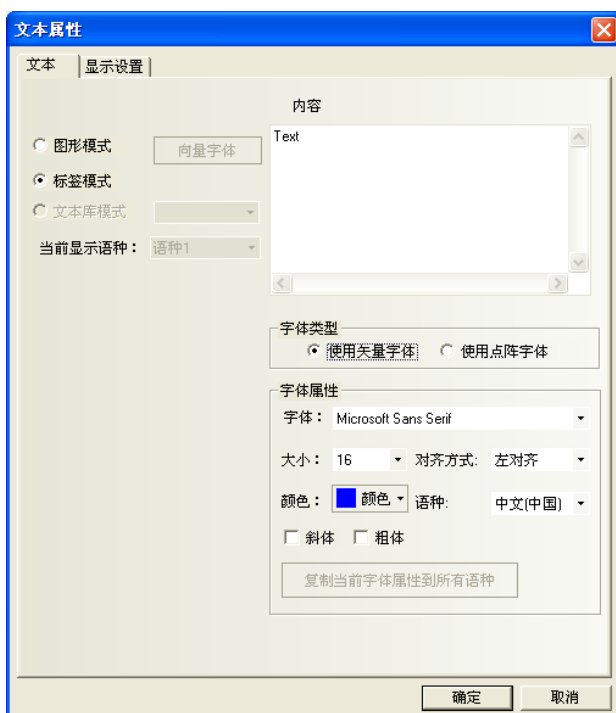 文本属性
文本 显示设置
内容
图形模式 向量字体 Text
标签模式
文本库模式
当前显示语种： 语种1
字体类型
使用矢量字体 使用点阵字体
字体属性
字体： Microsoft Sans Serif
大小： 16 对齐方式: 左对齐
颜色： 颜色 语种: 中文(中国)
斜体 粗体
复制当前字体属性到所有语种
确定 取消